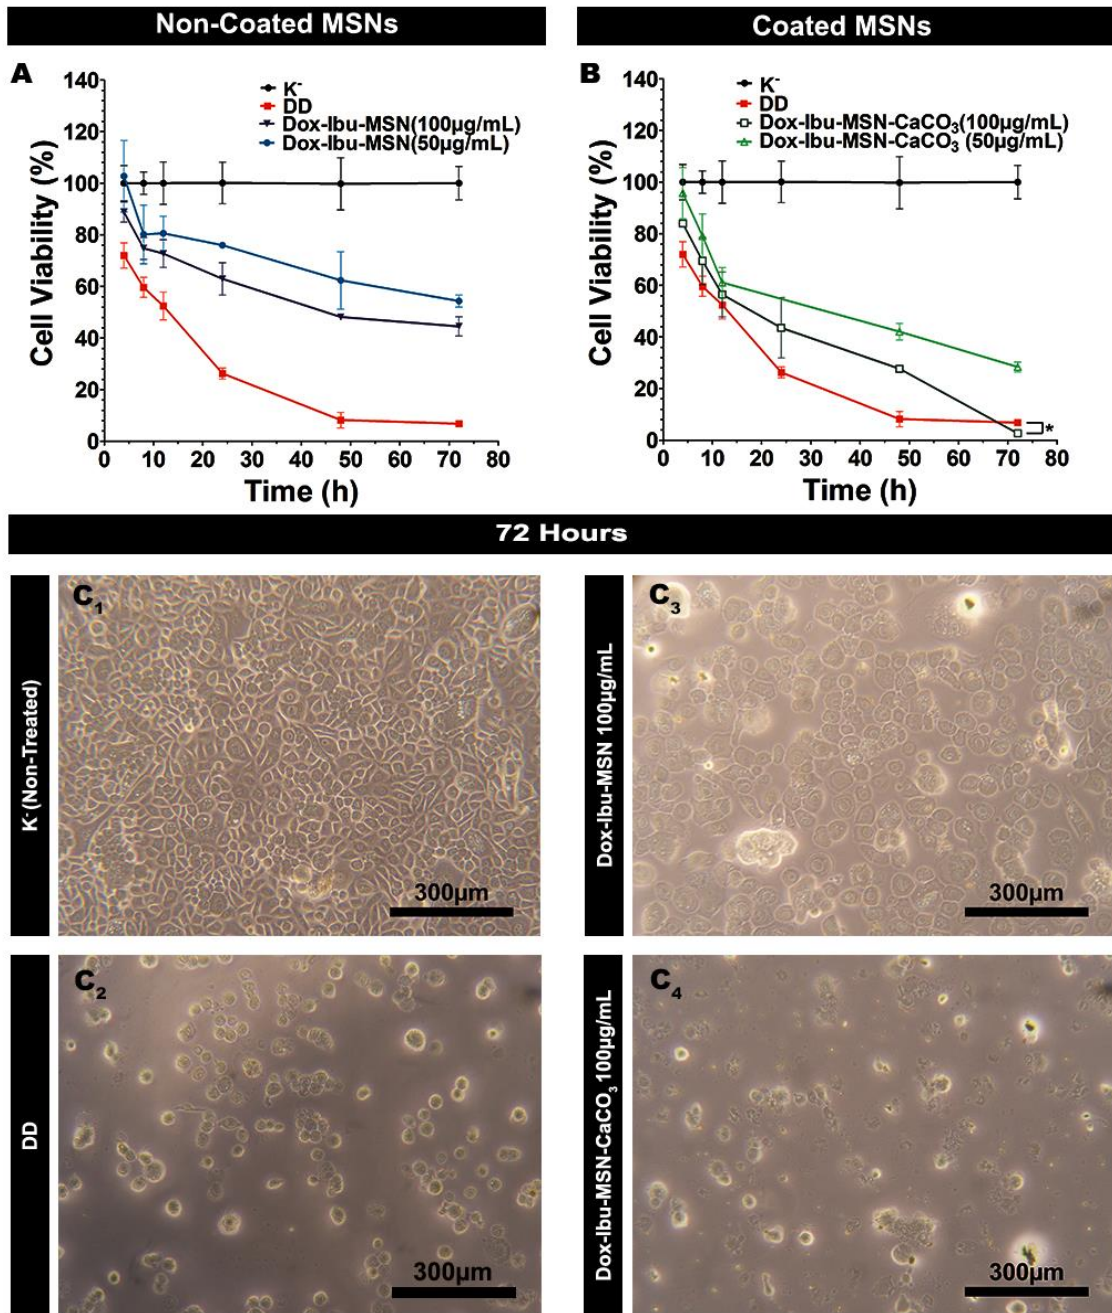 Non-Coated MSNs
Coated MSNs
A
140
120
100
80
60
40
20
0
Cell Viability (%)
K⁻
DD
Dox-Ibu-MSN(100µg/mL)
Dox-Ibu-MSN(50µg/mL)
0 10 20 30 40 50 60 70 80
Time (h)
B
140
120
100
80
60
40
20
0
Cell Viability (%)
K⁻
DD
Dox-Ibu-MSN-CaCO₃(100µg/mL)
Dox-Ibu-MSN-CaCO₃ (50µg/mL)
*
0 10 20 30 40 50 60 70 80
Time (h)
72 Hours
K⁻(Non-Treated)
C₁
300µm
Dox-Ibu-MSN 100µg/mL
C₃
300µm
DD
C₂
300µm
Dox-Ibu-MSN-CaCO₃ 100µg/mL
C₄
300µm